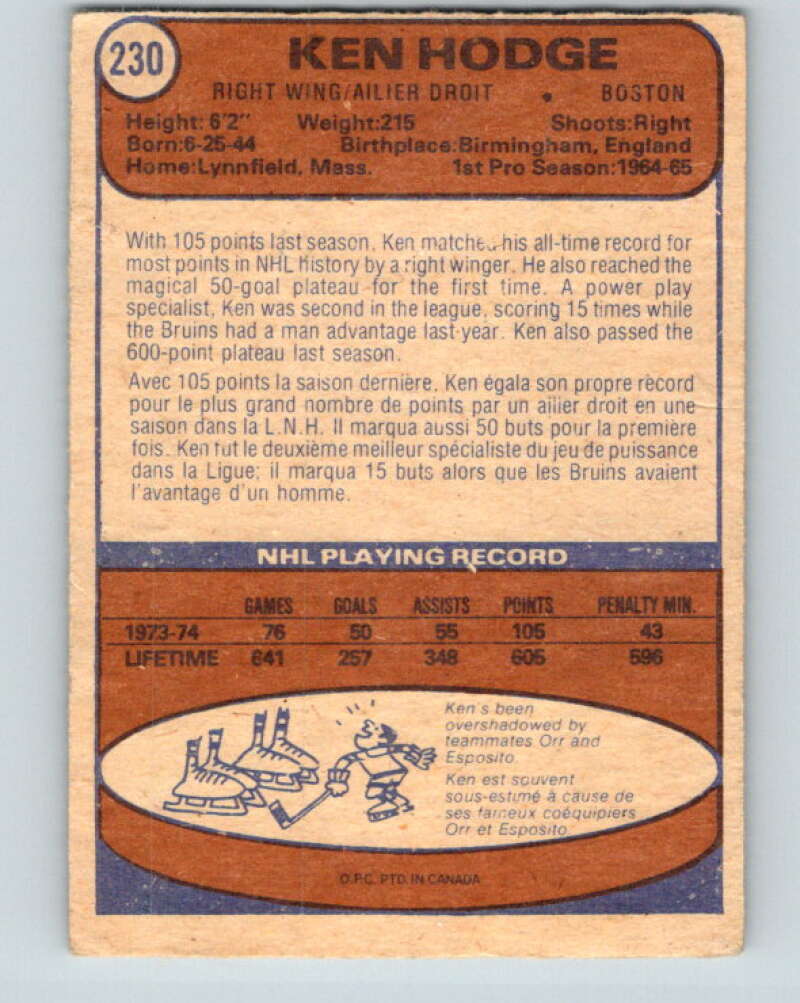 230
KEN HODGE
RIGHT WING/AILIER DROIT • BOSTON
Height: 6'2" Weight:215 Shoots:Right
Born:6-25-44 Birthplace:Birmingham, England
Home:Lynnfield, Mass. 1st Pro Season:1964-65
With 105 points last season, Ken matched his all-time record for
most points in NHL history by a right winger. He also reached the
magical 50-goal plateau for the first time. A power play
specialist, Ken was second in the league, scoring 15 times while
the Bruins had a man advantage last year. Ken also passed the
600-point plateau last season.
Avec 105 points la saison dernière, Ken égala son propre record
pour le plus grand nombre de points par un ailier droit en une
saison dans la L.N.H. Il marqua aussi 50 buts pour la première
fois. Ken fut le deuxième meilleur spécialiste du jeu de puissance
dans la Ligue; il marqua 15 buts alors que les Bruins avaient
l'avantage d'un homme.
NHL PLAYING RECORD
GAMES GOALS ASSISTS POINTS PENALTY MIN.
1973-74 76 50 55 105 43
LIFETIME 641 257 348 605 596
Ken's been
overshadowed by
teammates Orr and
Esposito.
Ken est souvent
sous-estimé à cause de
ses fameux coéquipiers
Orr et Esposito.
O.P.C. PTD. IN CANADA